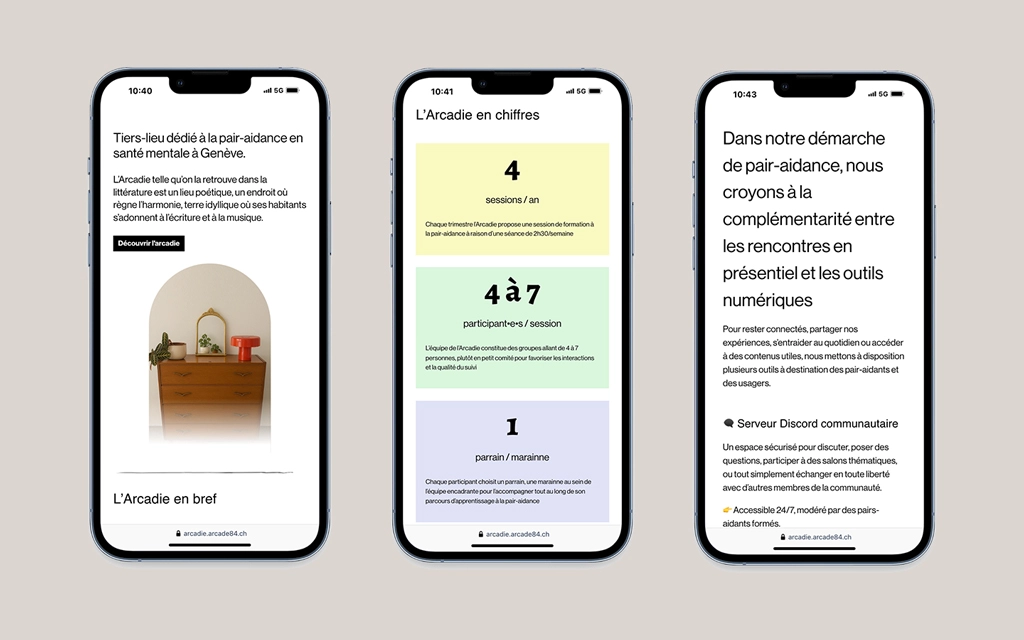 10:40
5G
Tiers-lieu dédié à la pair-aidance en
santé mentale à Genève.
L'Arcadie telle qu'on la retrouve dans la
littérature est un lieu poétique, un endroit où
règne l'harmonie, terre idyllique où ses habitants
s'adonnent à l'écriture et à la musique.
Découvrir l'arcadie
L'Arcadie en bref
arcadie.arcade84.ch
10:41
5G
L'Arcadie en chiffres
4
sessions / an
Chaque trimestre l'Arcadie propose une session de formation à
la pair-aidance à raison d'une séance de 2h30/semaine
4 à 7
participant•e•s / session
L'équipe de l'Arcadie constitue des groupes allant de 4 à 7
personnes, plutôt en petit comité pour favoriser les interactions
et la qualité du suivi
1
parrain / marainne
Chaque participant choisit un parrain, une marainne au sein de
l'équipe encadrante pour l'accompagner tout au long de son
parcours d'apprentissage à la pair-aidance
arcadie.arcade84.ch
10:43
5G
Dans notre démarche
de pair-aidance, nous
croyons à la
complémentarité entre
les rencontres en
présentiel et les outils
numériques
Pour rester connectés, partager nos
expériences, s'entraider au quotidien ou accéder
à des contenus utiles, nous mettons à disposition
plusieurs outils à destination des pair-aidants et
des usagers.
🗨 Serveur Discord communautaire
Un espace sécurisé pour discuter, poser des
questions, participer à des salons thématiques,
ou tout simplement échanger en toute liberté
avec d'autres membres de la communauté.
👉 Accessible 24/7, modéré par des pairs-
aidants formés.
arcadie.arcade84.ch